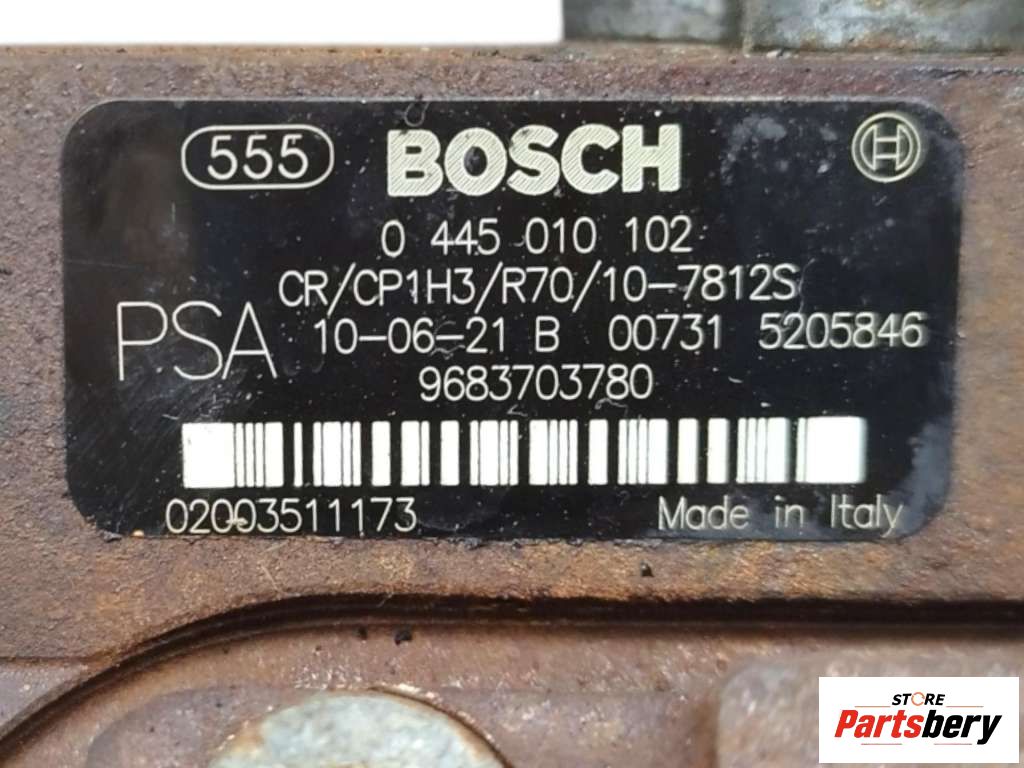 555 BOSCH
0 445 010 102
CR/CP1H3/R70/10-7812S
PSA 10-06-21 B 00731 5205846
9683703780
02003511173 Made in Italy
STORE
Partsbery